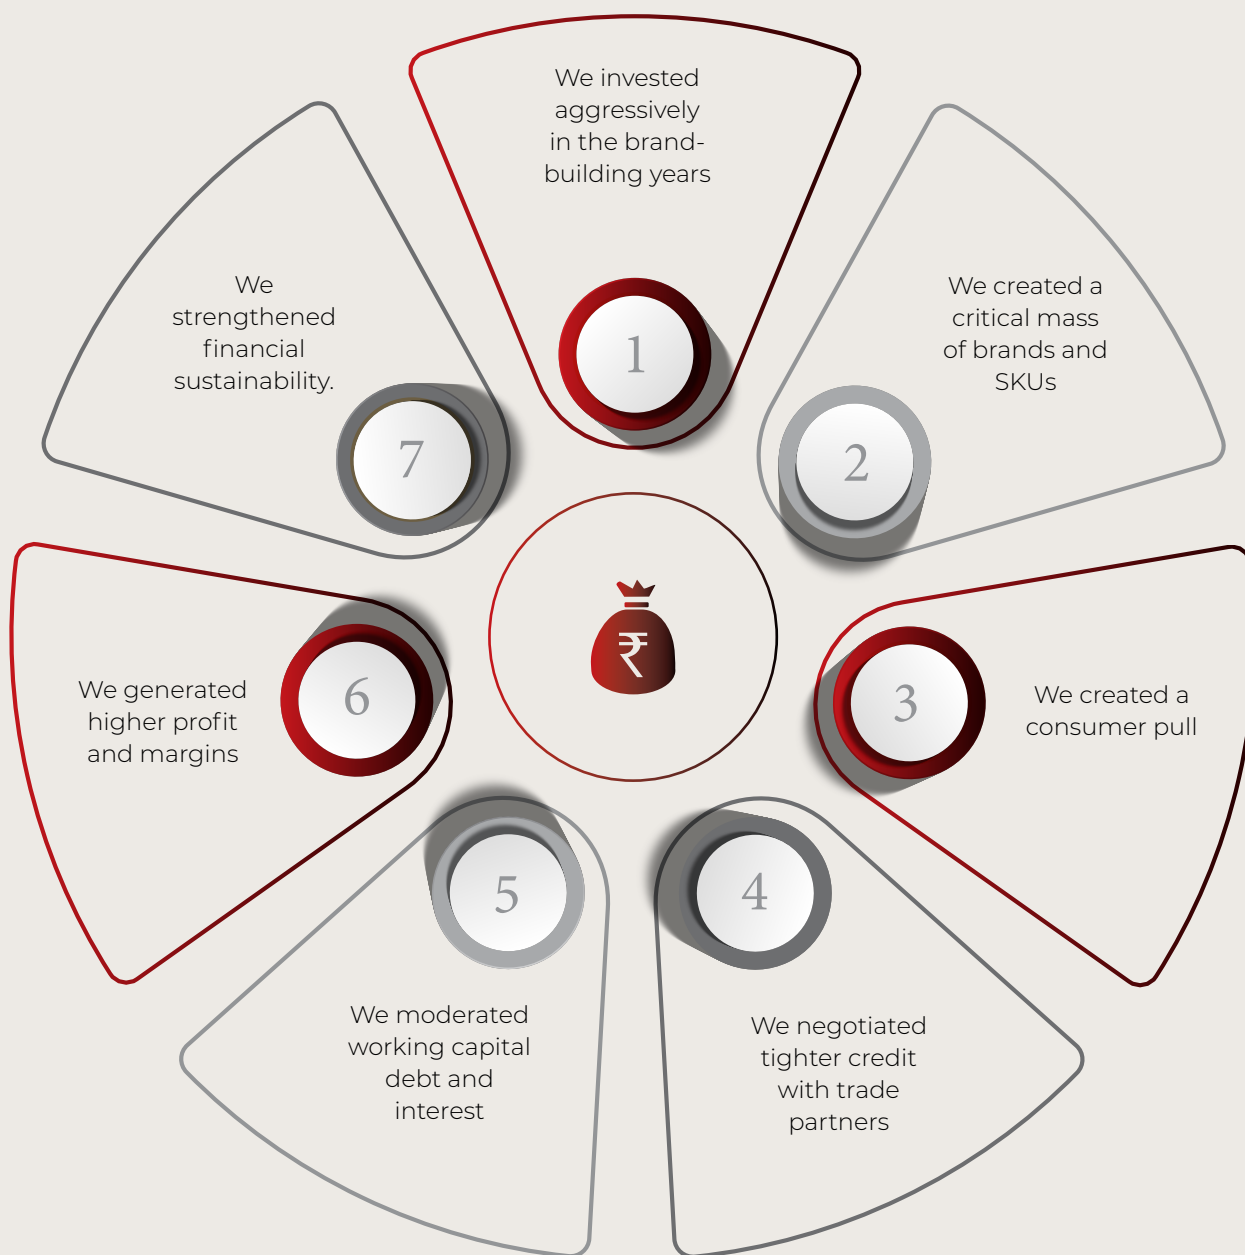 We invested
aggressively
in the brand-
building years
1
We created a
critical mass
of brands and
SKUs
2
We created a
consumer pull
3
We negotiated
tighter credit
with trade
partners
4
We moderated
working capital
debt and
interest
5
We generated
higher profit
and margins
6
We
strengthened
financial
sustainability.
7
₹